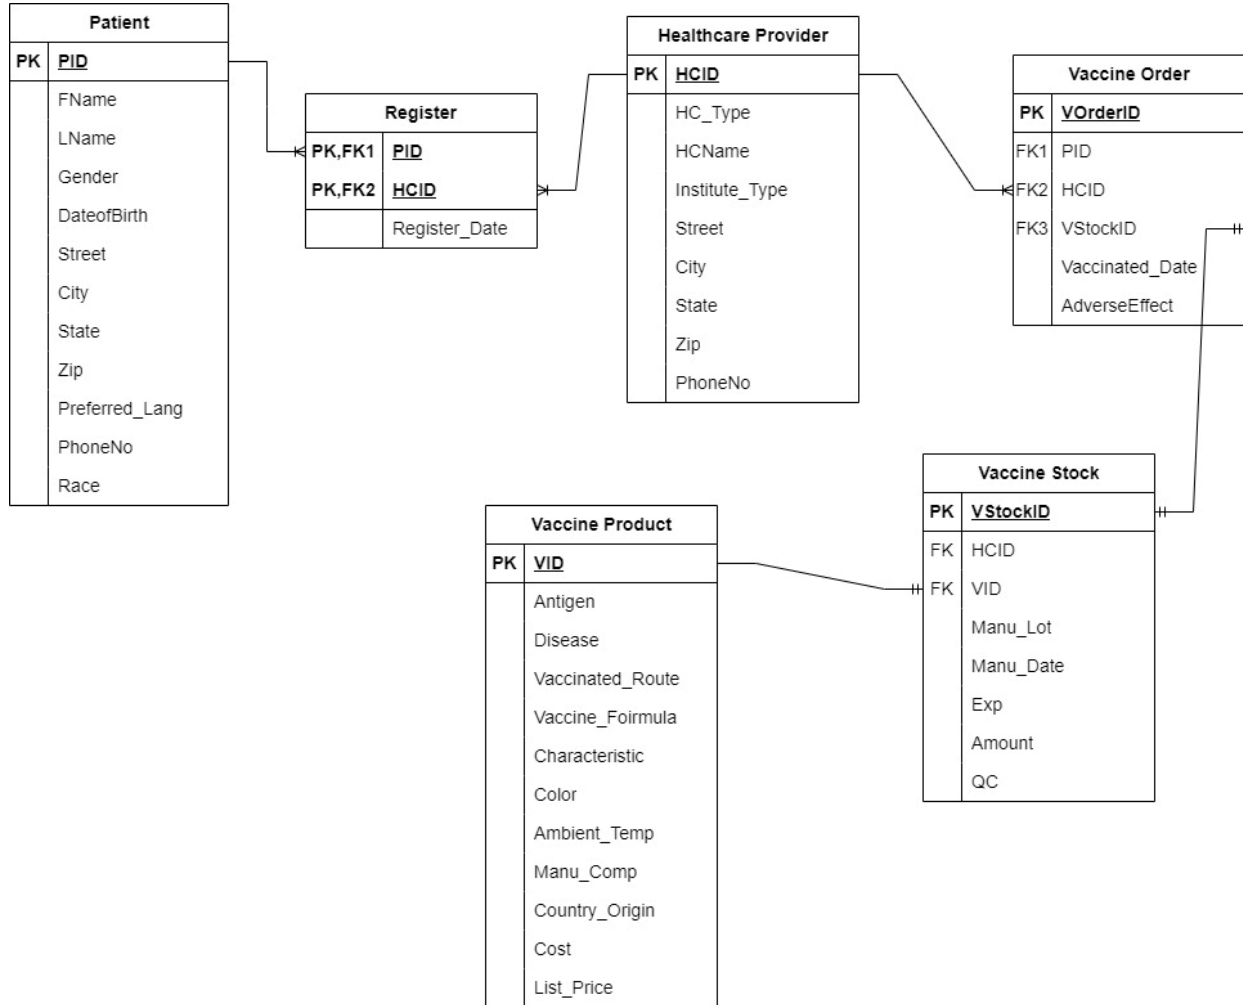 Patient
PK PID
FName
LName
Gender
DateofBirth
Street
City
State
Zip
Preferred_Lang
PhoneNo
Race
Register
PK,FK1 PID
PK,FK2 HCID
Register_Date
Healthcare Provider
PK HCID
HC_Type
HCName
Institute_Type
Street
City
State
Zip
PhoneNo
Vaccine Order
PK VOrderID
FK1 PID
FK2 HCID
FK3 VStockID
Vaccinated_Date
AdverseEffect
Vaccine Product
PK VID
Antigen
Disease
Vaccinated_Route
Vaccine_Foirmula
Characteristic
Color
Ambient_Temp
Manu_Comp
Country_Origin
Cost
List_Price
Vaccine Stock
PK VStockID
FK HCID
FK VID
Manu_Lot
Manu_Date
Exp
Amount
QC